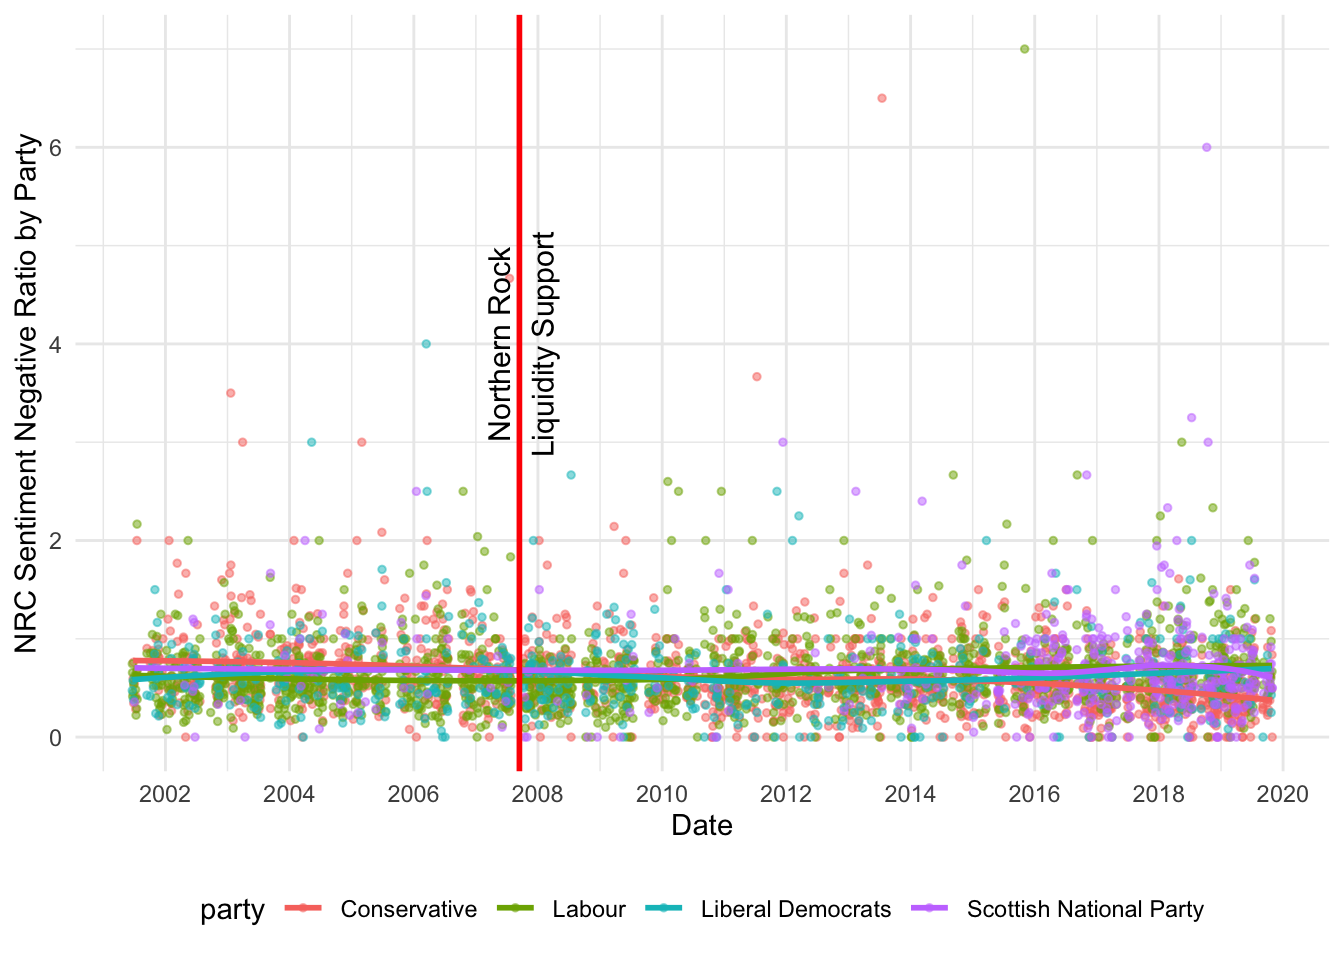 NRC Sentiment Negative Ratio by Party
6
4
2
0
Northern Rock
Liquidity Support
2002 2004 2006 2008 2010 2012 2014 2016 2018 2020
Date
party Conservative Labour Liberal Democrats Scottish National Party